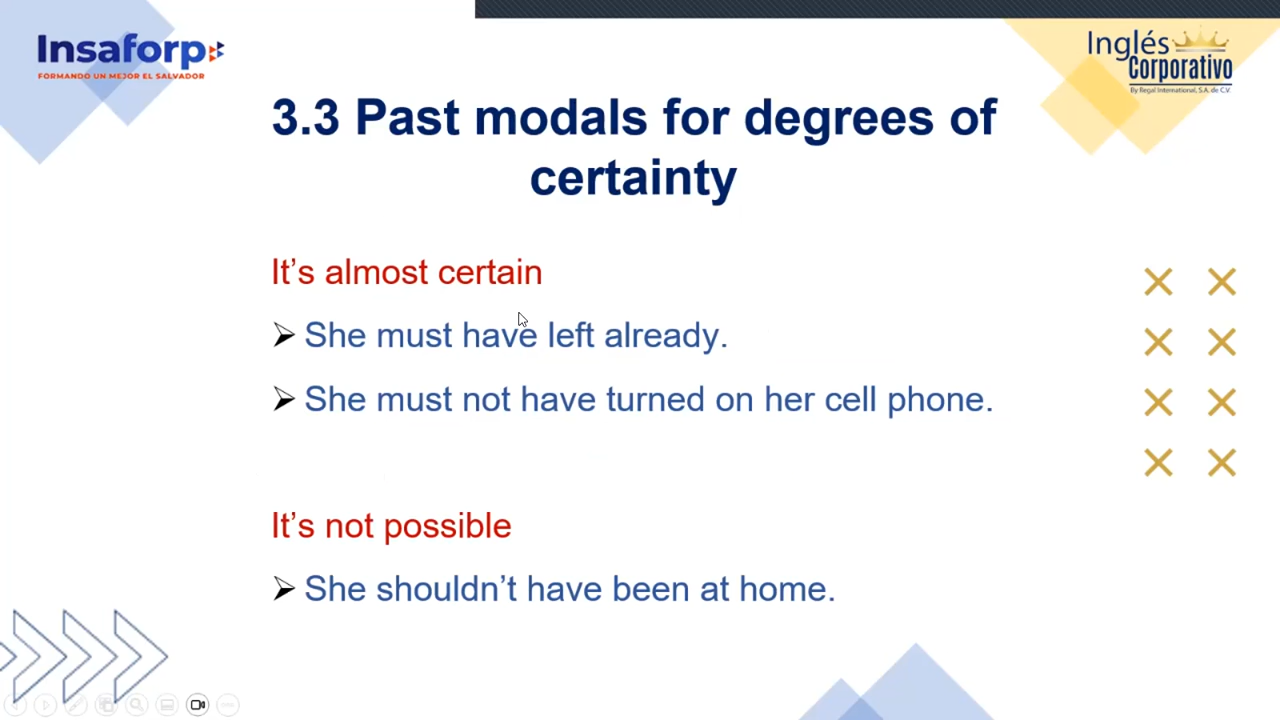 Insaforp
FORMANDO UN MEJOR EL SALVADOR
Inglés
Corporativo
By Regal International, S.A. de C.V.
3.3 Past modals for degrees of
certainty
It's almost certain
She must have left already.
She must not have turned on her cell phone.
It's not possible
She shouldn't have been at home.